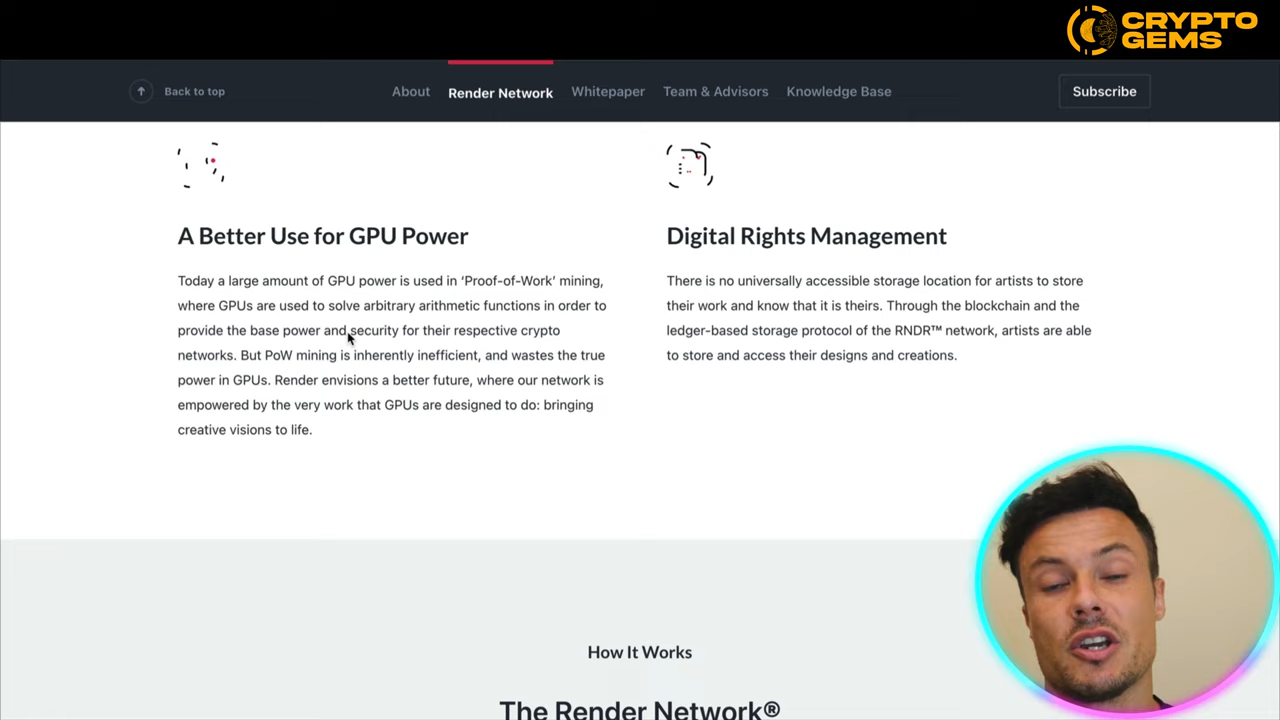 CRYPTO
GEMS
Back to top
About
Render Network
Whitepaper
Team & Advisors
Knowledge Base
Subscribe
A Better Use for GPU Power
Today a large amount of GPU power is used in ‘Proof-of-Work’ mining,
where GPUs are used to solve arbitrary arithmetic functions in order to
provide the base power and security for their respective crypto
networks. But PoW mining is inherently inefficient, and wastes the true
power in GPUs. Render envisions a better future, where our network is
empowered by the very work that GPUs are designed to do: bringing
creative visions to life.
Digital Rights Management
There is no universally accessible storage location for artists to store
their work and know that it is theirs. Through the blockchain and the
ledger-based storage protocol of the RNDR™ network, artists are able
to store and access their designs and creations.
How It Works
The Render Network®